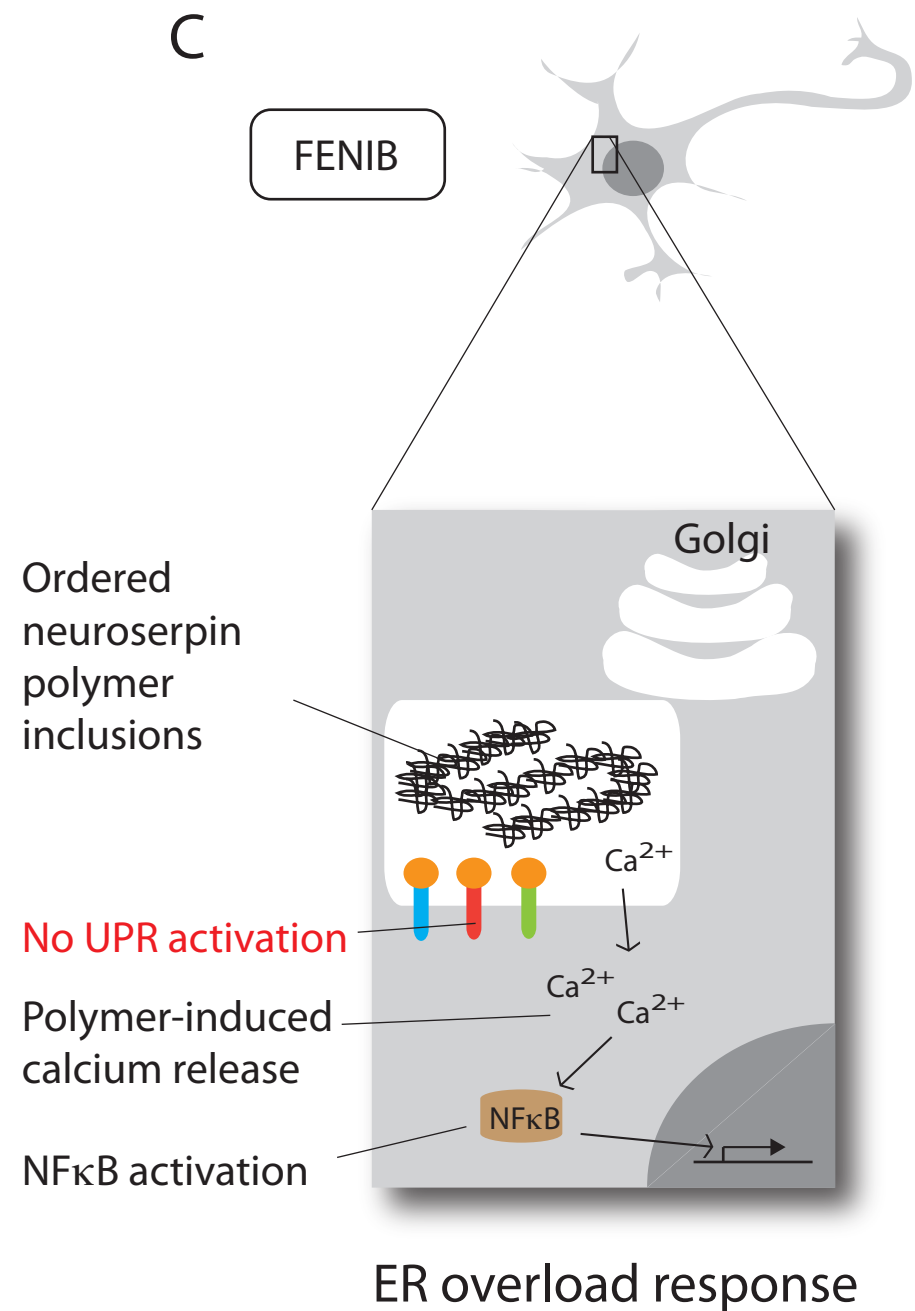 C
FENIB
Golgi
Ordered
neuroserpin
polymer
inclusions
Ca²⁺
No UPR activation
Ca²⁺
Ca²⁺
Polymer-induced
calcium release
NFκB
NFκB activation
ER overload response